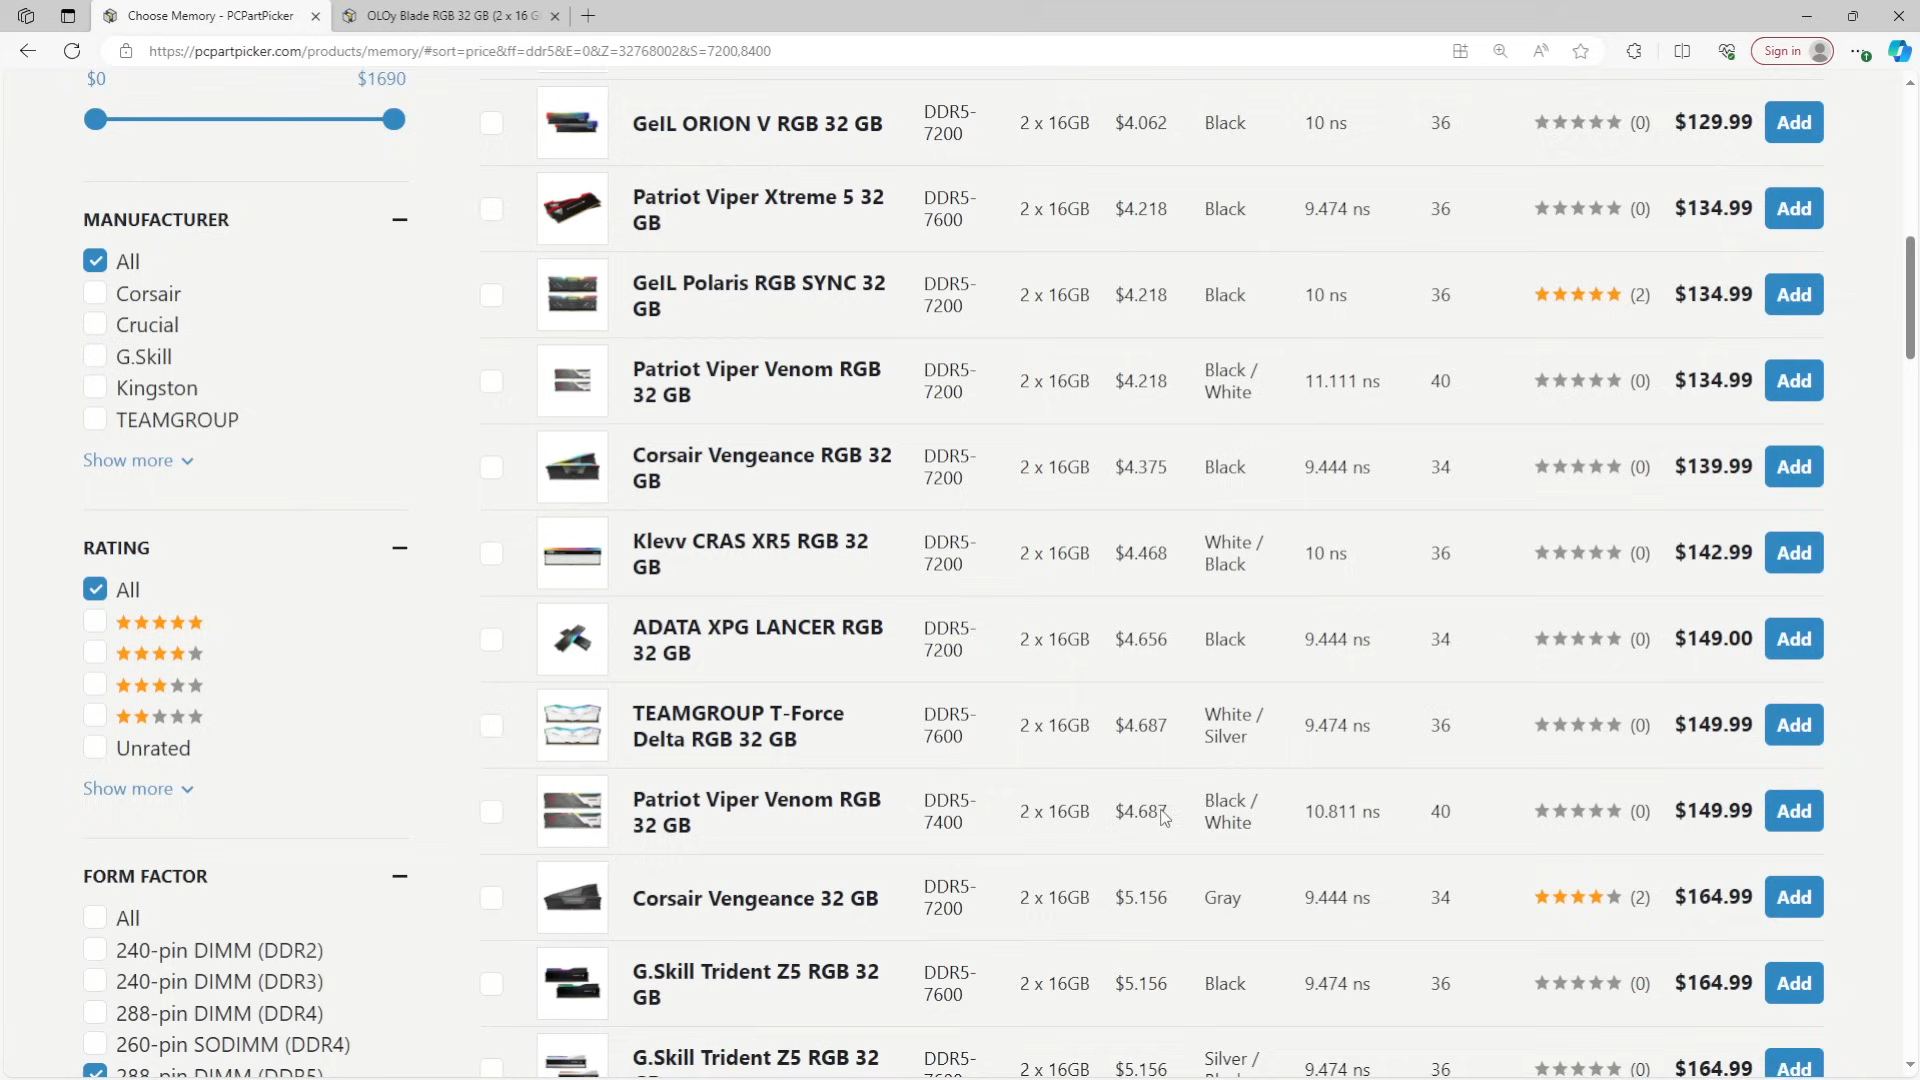 Choose Memory - PCPartPicker
OLOy Blade RGB 32 GB (2 x 16 G
https://pcpartpicker.com/products/memory/#sort=price&ff=ddr5&E=0&Z=32768002&S=7200,8400
Sign in
$0
$1690
MANUFACTURER
All
Corsair
Crucial
G.Skill
Kingston
TEAMGROUP
Show more
RATING
All
Unrated
Show more
FORM FACTOR
All
240-pin DIMM (DDR2)
240-pin DIMM (DDR3)
288-pin DIMM (DDR4)
260-pin SODIMM (DDR4)
288-pin DIMM (DDR5)
GeIL ORION V RGB 32 GB
DDR5-
7200
2 x 16GB
$4.062
Black
10 ns
36
(0)
$129.99
Add
Patriot Viper Xtreme 5 32
GB
DDR5-
7600
2 x 16GB
$4.218
Black
9.474 ns
36
(0)
$134.99
Add
GeIL Polaris RGB SYNC 32
GB
DDR5-
7200
2 x 16GB
$4.218
Black
10 ns
36
(2)
$134.99
Add
Patriot Viper Venom RGB
32 GB
DDR5-
7200
2 x 16GB
$4.218
Black /
White
11.111 ns
40
(0)
$134.99
Add
Corsair Vengeance RGB 32
GB
DDR5-
7200
2 x 16GB
$4.375
Black
9.444 ns
34
(0)
$139.99
Add
Klevv CRAS XR5 RGB 32
GB
DDR5-
7200
2 x 16GB
$4.468
White /
Black
10 ns
36
(0)
$142.99
Add
ADATA XPG LANCER RGB
32 GB
DDR5-
7200
2 x 16GB
$4.656
Black
9.444 ns
34
(0)
$149.00
Add
TEAMGROUP T-Force
Delta RGB 32 GB
DDR5-
7600
2 x 16GB
$4.687
White /
Silver
9.474 ns
36
(0)
$149.99
Add
Patriot Viper Venom RGB
32 GB
DDR5-
7400
2 x 16GB
$4.687
Black /
White
10.811 ns
40
(0)
$149.99
Add
Corsair Vengeance 32 GB
DDR5-
7200
2 x 16GB
$5.156
Gray
9.444 ns
34
(2)
$164.99
Add
G.Skill Trident Z5 RGB 32
GB
DDR5-
7600
2 x 16GB
$5.156
Black
9.474 ns
36
(0)
$164.99
Add
G.Skill Trident Z5 RGB 32
DDR5-
2 x 16GB
$5.156
Silver /
9.474 ns
36
(0)
$164.99
Add